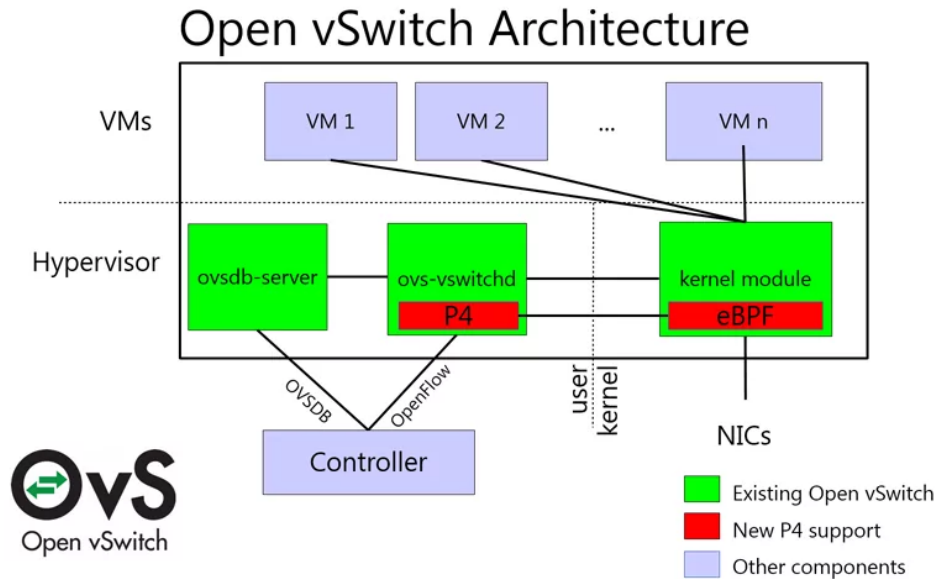 Open vSwitch Architecture
VMs
VM 1
VM 2
...
VM n
Hypervisor
ovsdb-server
ovs-vswitchd
kernel module
P4
eBPF
OVSDB
OpenFlow
user
kernel
NICs
Controller
OvS
Open vSwitch
Existing Open vSwitch
New P4 support
Other components